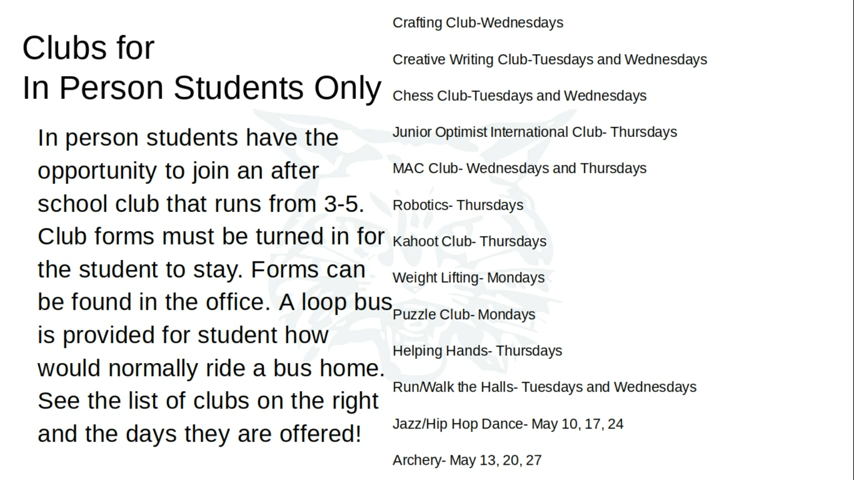 Clubs for
In Person Students Only
In person students have the
opportunity to join an after
school club that runs from 3-5.
Club forms must be turned in for
the student to stay. Forms can
be found in the office. A loop bus
is provided for student how
would normally ride a bus home.
See the list of clubs on the right
and the days they are offered!
Crafting Club-Wednesdays
Creative Writing Club-Tuesdays and Wednesdays
Chess Club-Tuesdays and Wednesdays
Junior Optimist International Club- Thursdays
MAC Club- Wednesdays and Thursdays
Robotics- Thursdays
Kahoot Club- Thursdays
Weight Lifting- Mondays
Puzzle Club- Mondays
Helping Hands- Thursdays
Run/Walk the Halls- Tuesdays and Wednesdays
Jazz/Hip Hop Dance- May 10, 17, 24
Archery- May 13, 20, 27